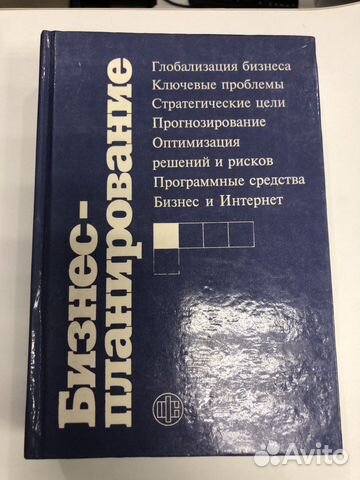 Бизнес-
планирование
Глобализация бизнеса
Ключевые проблемы
Стратегические цели
Прогнозирование
Оптимизация
решений и рисков
Программные средства
Бизнес и Интернет
Avito